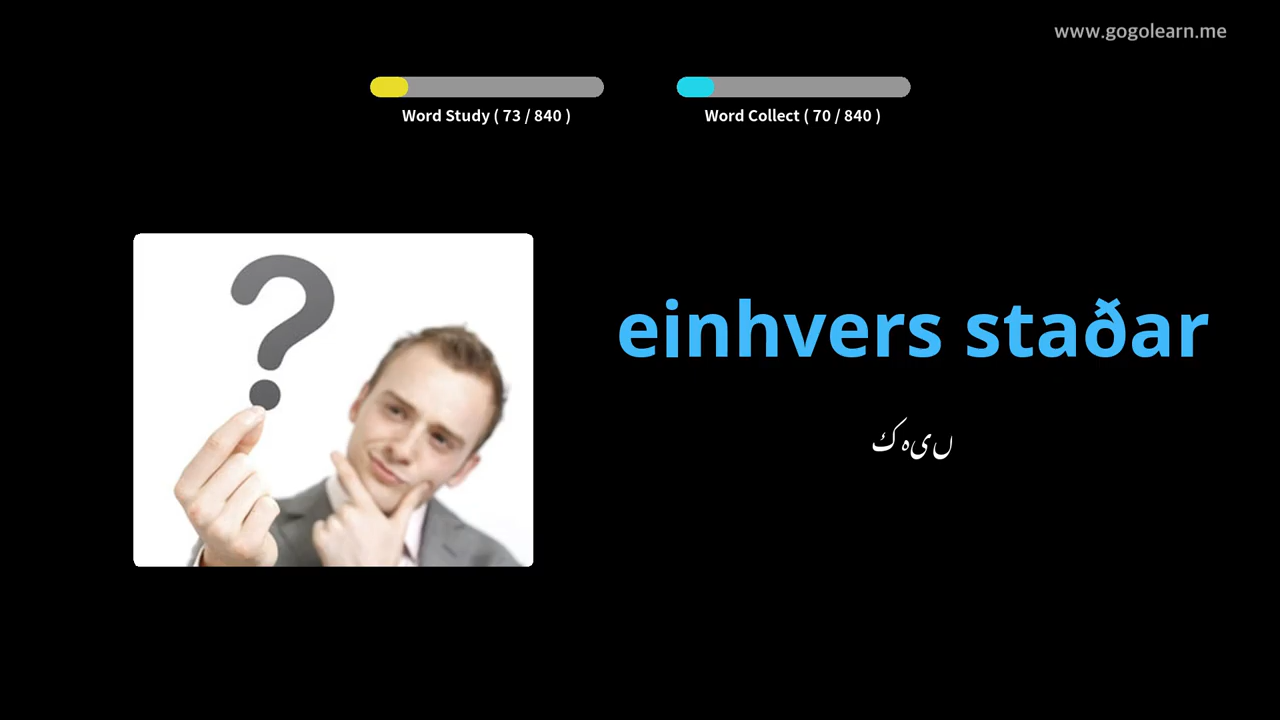 www.gogolearn.me
Word Study ( 73 / 840 )
Word Collect ( 70 / 840 )
einhvers staðar
کہیں